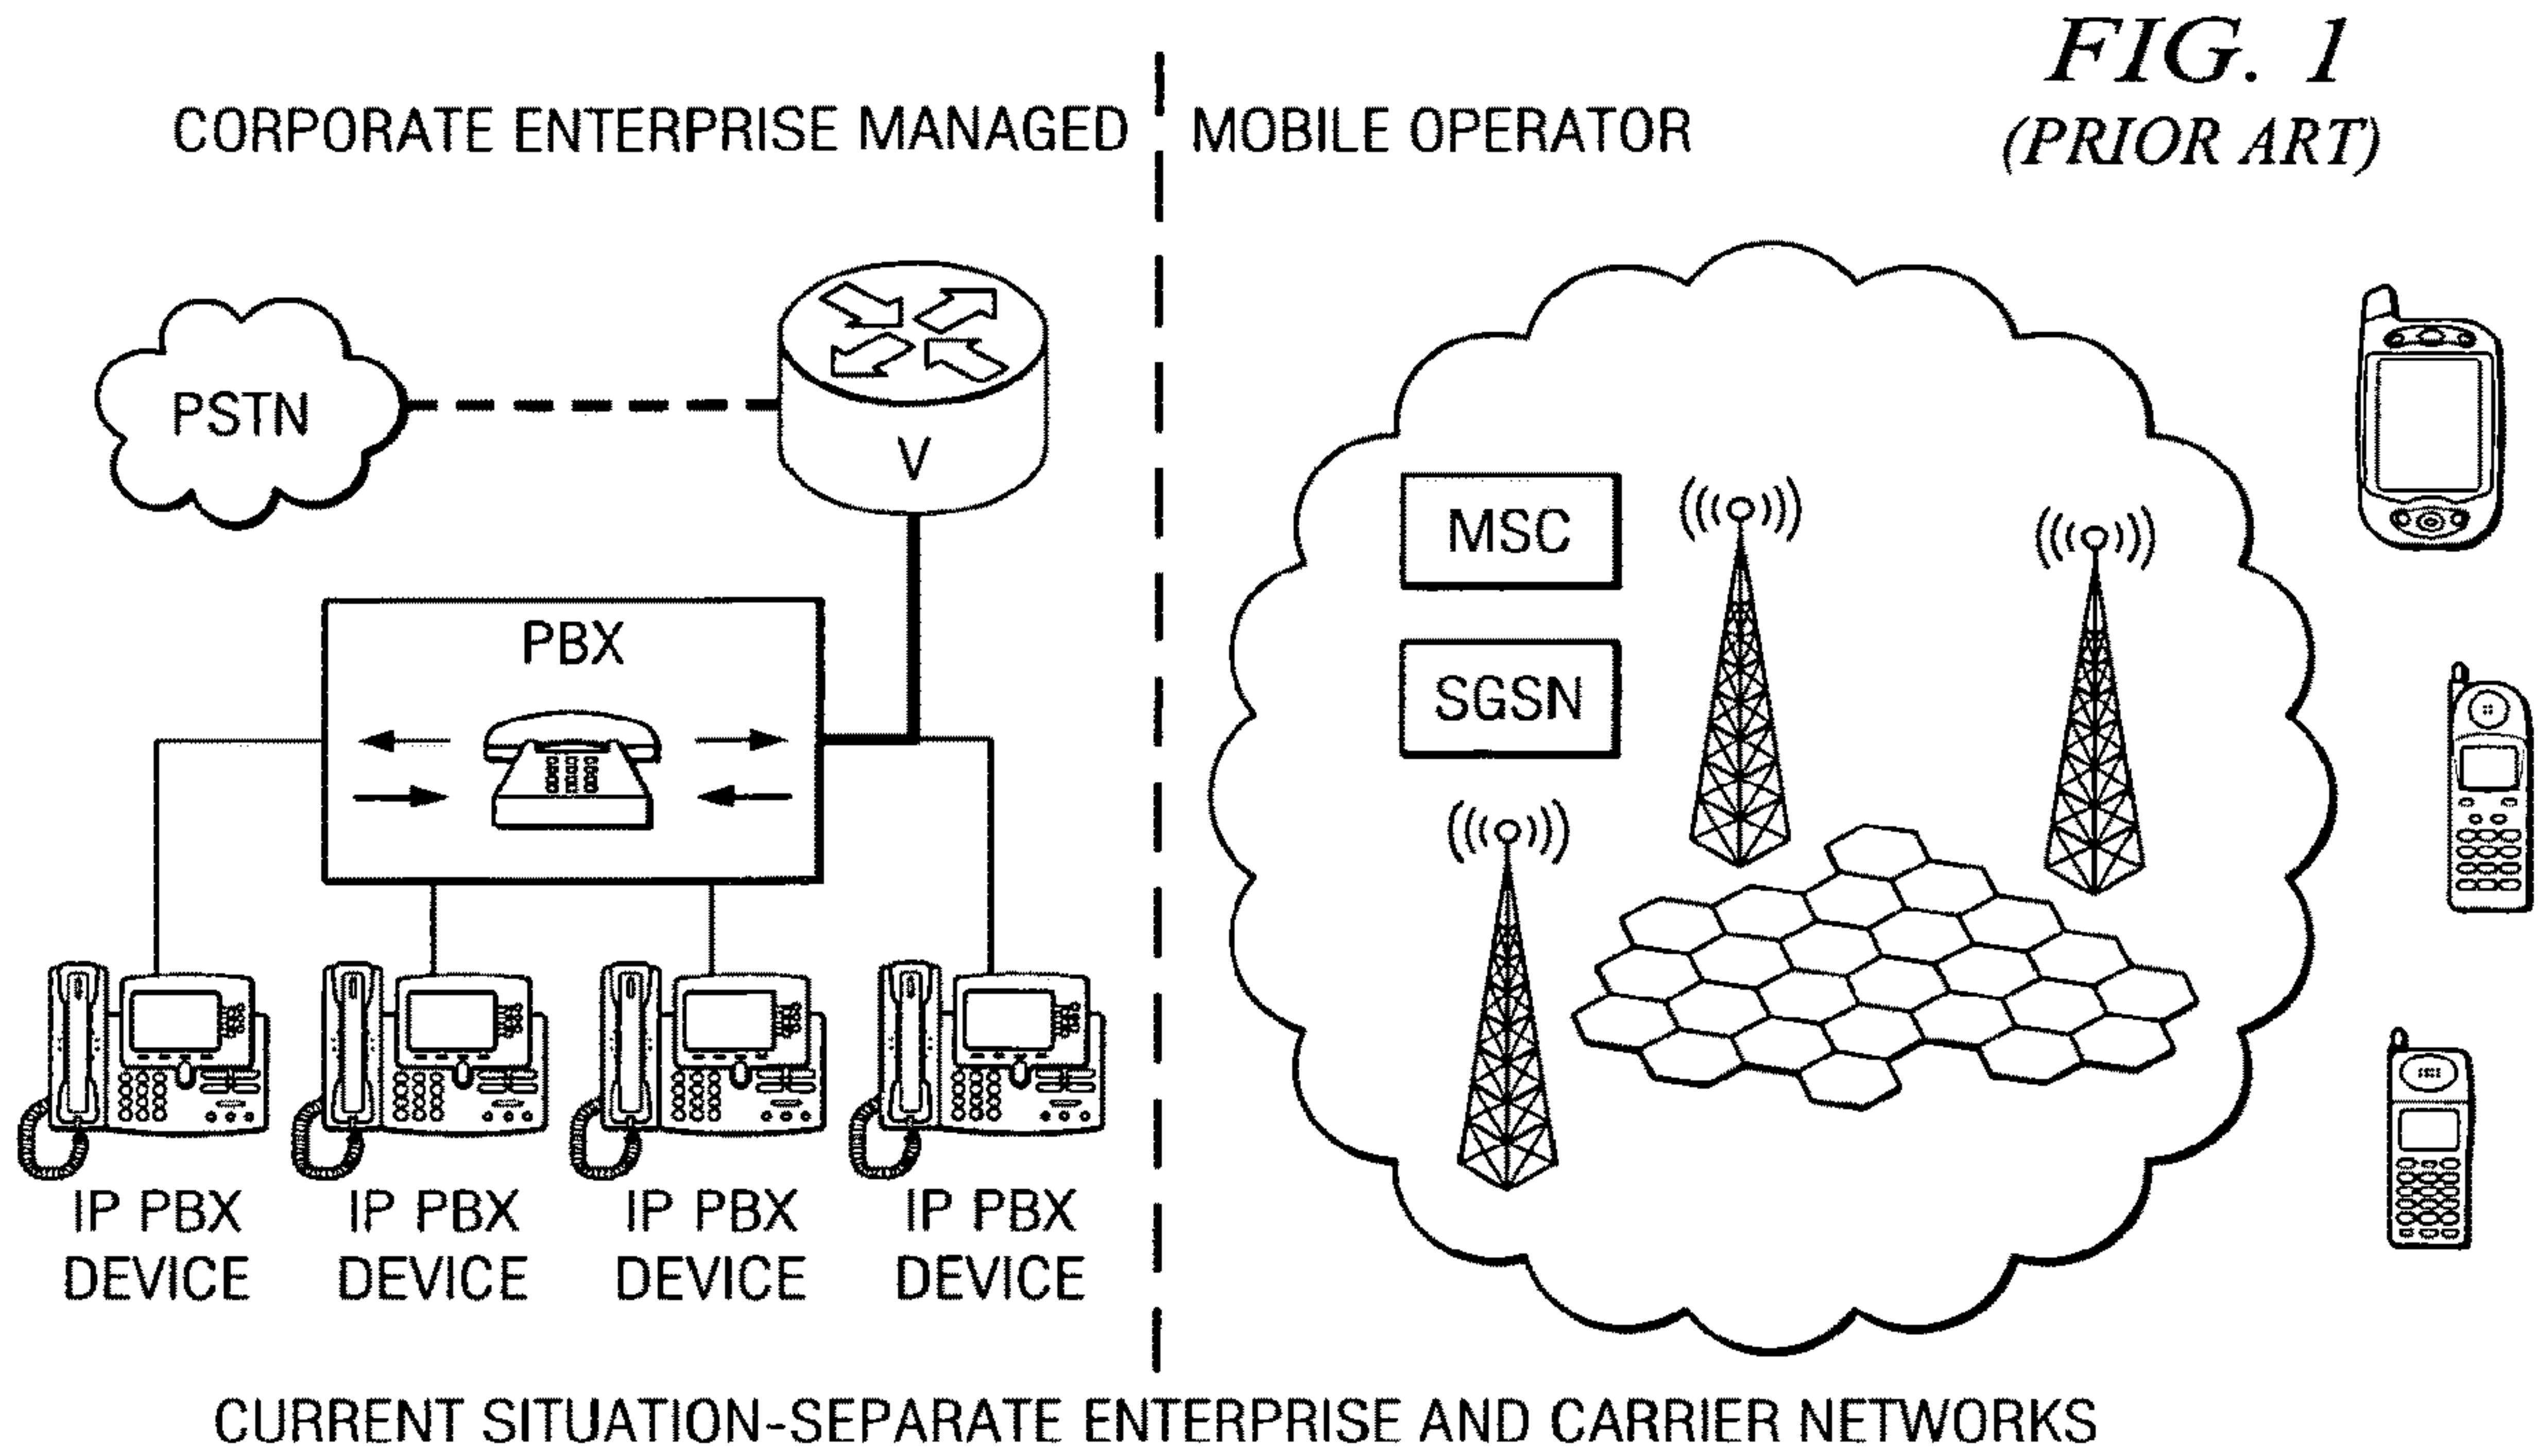 FIG. 1
(PRIOR ART)
CORPORATE ENTERPRISE MANAGED
MOBILE OPERATOR
PSTN
V
MSC
SGSN
PBX
IP PBX
DEVICE
IP PBX
DEVICE
IP PBX
DEVICE
IP PBX
DEVICE
CURRENT SITUATION-SEPARATE ENTERPRISE AND CARRIER NETWORKS